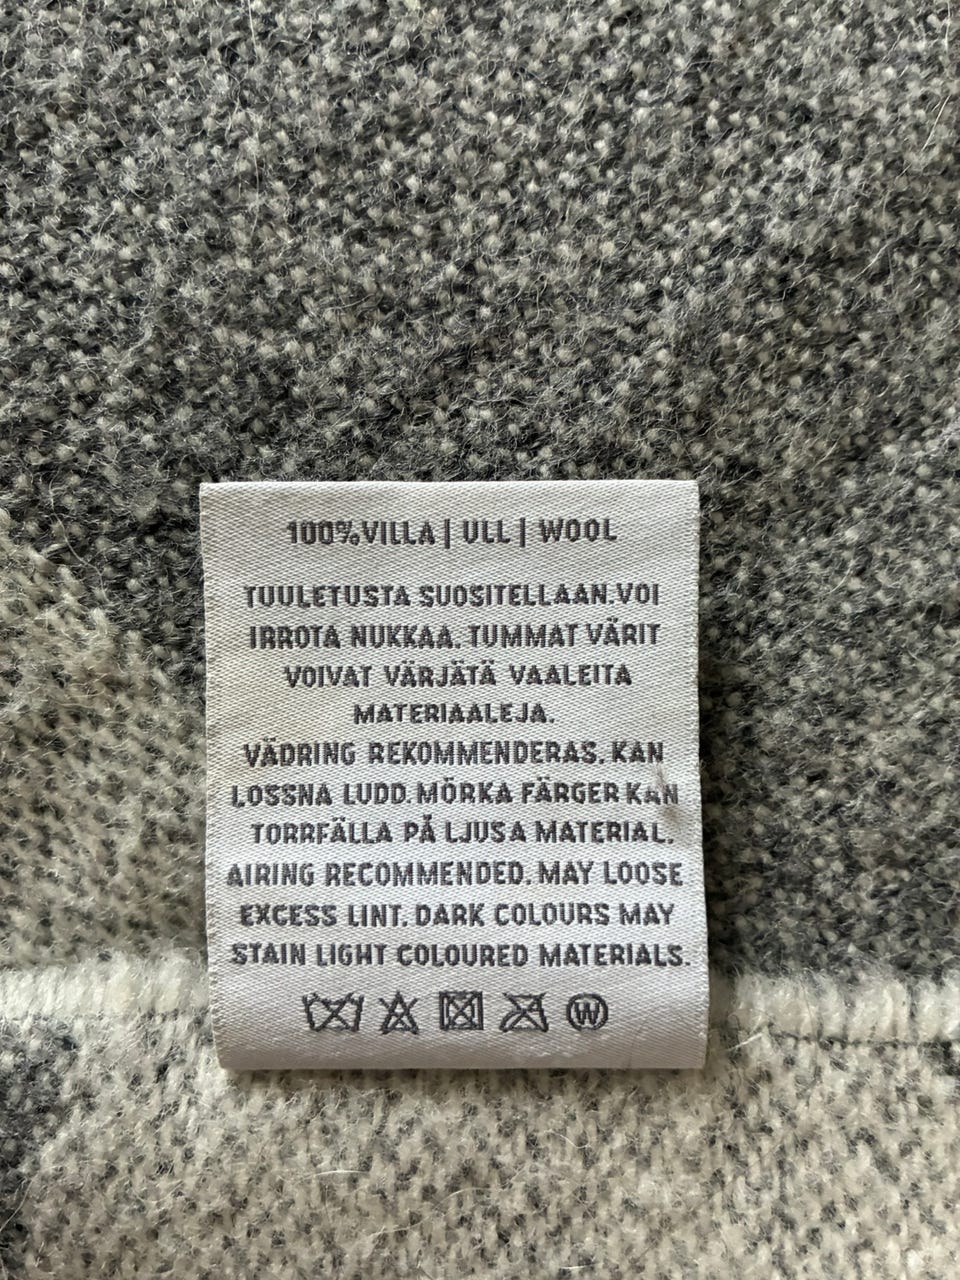 100%VILLA | ULL | WOOL
TUULETUSTA SUOSITELLAAN.VOI
IRROTA NUKKAA. TUMMAT VÄRIT
VOIVAT VÄRJÄTÄ VAALEITA
MATERIAALEJA.
VÄDRING REKOMMENDERAS. KAN
LOSSNA LUDD. MÖRKA FÄRGER KAN
TORRFÄLLA PÅ LJUSA MATERIAL.
AIRING RECOMMENDED. MAY LOOSE
EXCESS LINT. DARK COLOURS MAY
STAIN LIGHT COLOURED MATERIALS.
W